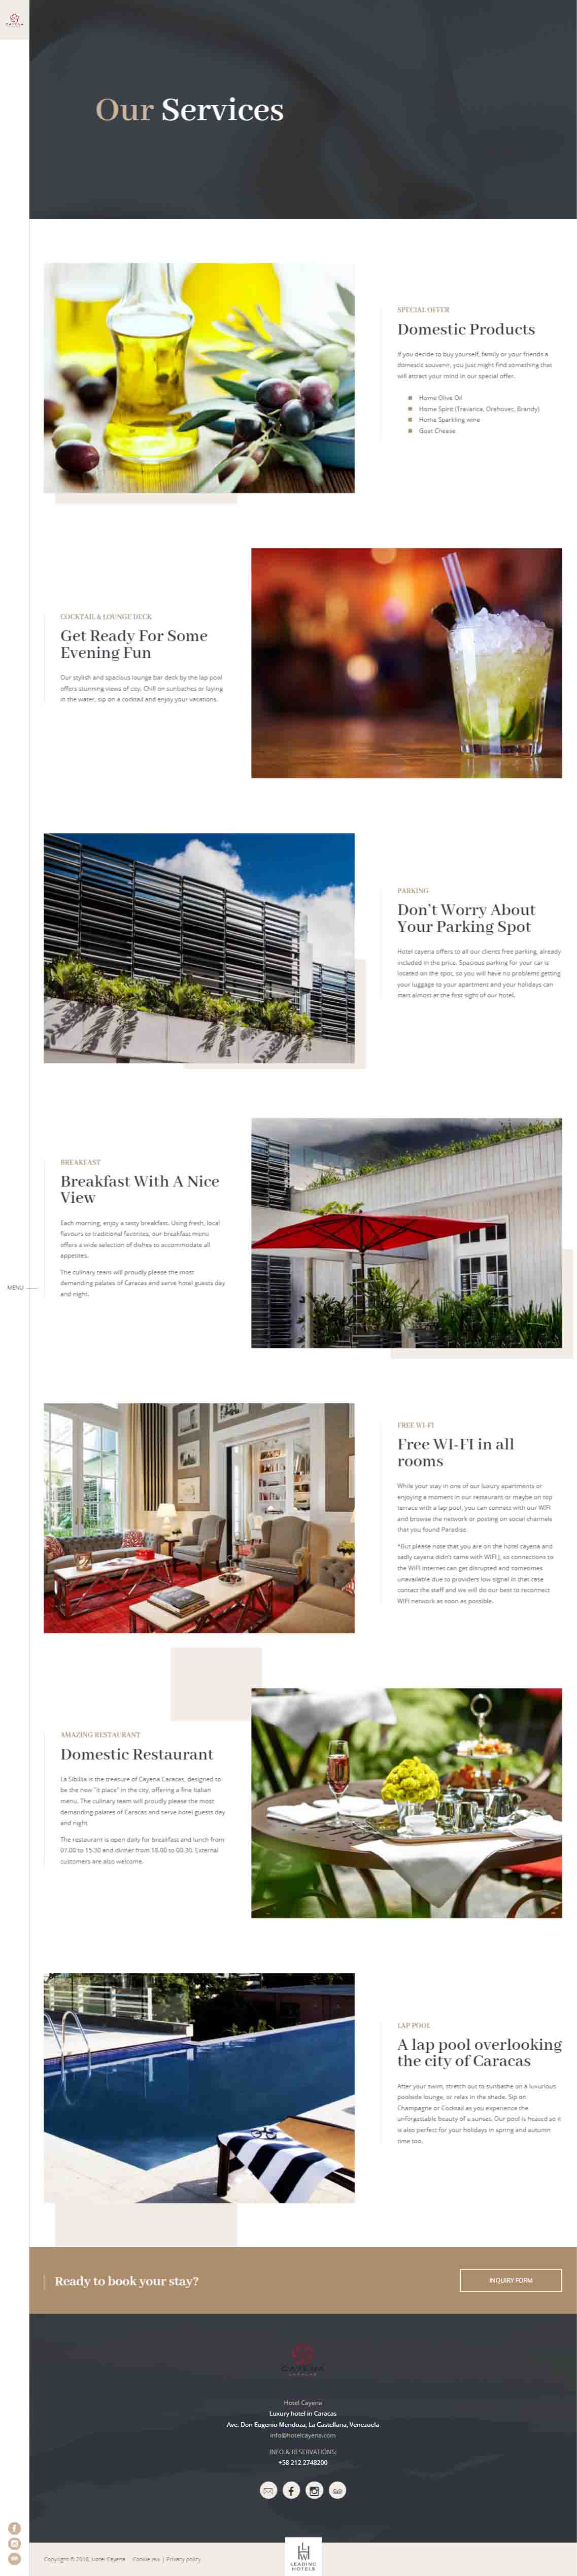 CAYENA
Our Services
SPECIAL OFFER
Domestic Products
If you decide to buy yourself, family or your friends a
domestic souvenir, you just might find something that
will attract your mind in our special offer.
Home Olive Oil
Home Spirit (Travarica, Orehovec, Brandy)
Home Sparkling wine
Goat Cheese
COCKTAIL & LOUNGE DECK
Get Ready For Some
Evening Fun
Our stylish and spacious lounge bar deck by the lap pool
offers stunning views of city. Chill on sunbathes or laying
in the water, sip on a cocktail and enjoy your vacations.
PARKING
Don't Worry About
Your Parking Spot
Hotel cayena offers to all our clients free parking, already
included in the price. Spacious parking for your car is
located on the spot, so you will have no problems getting
your luggage to your apartment and your holidays can
start almost at the first sight of our hotel.
BREAKFAST
Breakfast With A Nice
View
Each morning, enjoy a tasty breakfast. Using fresh, local
flavours to traditional favorites, our breakfast menu
offers a wide selection of dishes to accommodate all
appetites.
The culinary team will proudly please the most
demanding palates of Caracas and serve hotel guests day
and night.
MENU
FREE WI-FI
Free WI-FI in all
rooms
While your stay in one of our luxury apartments or
enjoying a moment in our restaurant or maybe on top
terrace with a lap pool, you can connect with our WIFI
and browse the network or posting on social channels
that you found Paradise.
*But please note that you are on the hotel cayena and
sadly cayena didn't came with WIFI J, so connections to
the WIFI internet can get disrupted and sometimes
unavailable due to providers low signal in that case
contact the staff and we will do our best to reconnect
WIFI network as soon as possible.
AMAZING RESTAURANT
Domestic Restaurant
La Sibillia is the treasure of Cayena Caracas, designed to
be the new "it place" in the city, offering a fine Italian
menu. The culinary team will proudly please the most
demanding palates of Caracas and serve hotel guests day
and night
The restaurant is open daily for breakfast and lunch from
07.00 to 15:30 and dinner from 18.00 to 00.30. External
customers are also welcome.
LAP POOL
A lap pool overlooking
the city of Caracas
After your swim, stretch out to sunbathe on a luxurious
poolside lounge, or relax in the shade. Sip on
Champagne or Cocktail as you experience the
unforgettable beauty of a sunset. Our pool is heated so it
is also perfect for your holidays in spring and autumn
time too.
Ready to book your stay?
INQUIRY FORM
CAYENA
CARACAS
Hotel Cayena
Luxury hotel in Caracas
Ave. Don Eugenio Mendoza, La Castellana, Venezuela
info@hotelcayena.com
INFO & RESERVATIONS:
+58 212 2748200
Copyright © 2018, Hotel Cayena Cookie site | Privacy policy
LEADING
HOTELS